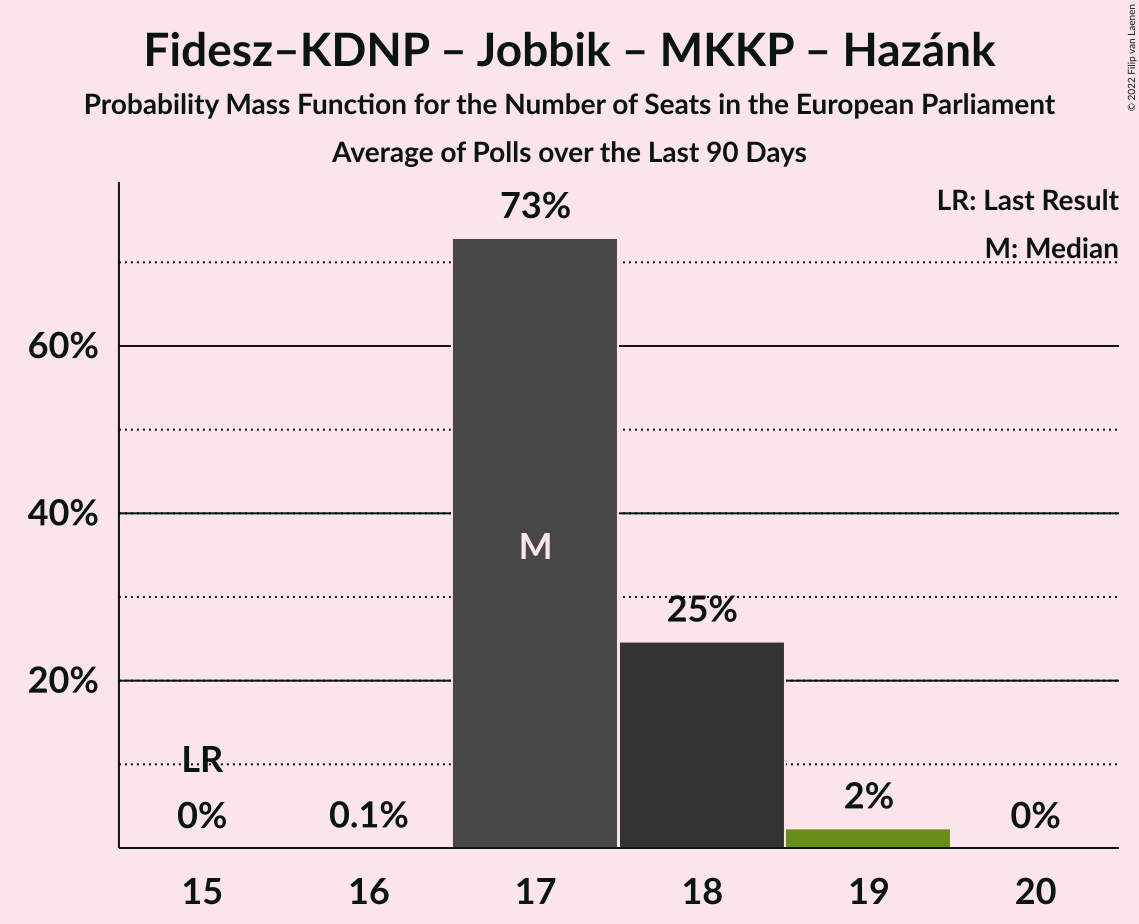 Fidesz–KDNP – Jobbik – MKKP – Hazánk
Probability Mass Function for the Number of Seats in the European Parliament
Average of Polls over the Last 90 Days
© 2022 Filip van Laenen
LR: Last Result
M: Median
73%
60%
40%
M
25%
20%
LR
0%
0.1%
2%
0%
15 16 17 18 19 20